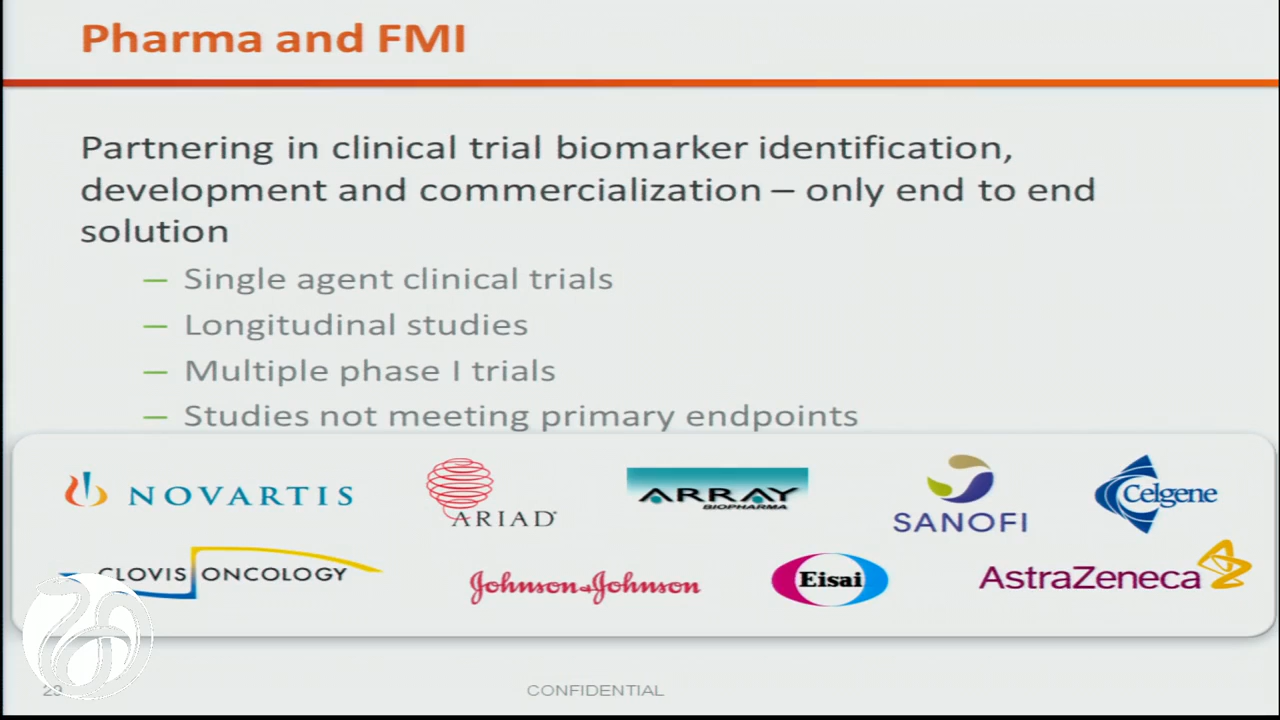 Pharma and FMI
Partnering in clinical trial biomarker identification,
development and commercialization – only end to end
solution
– Single agent clinical trials
– Longitudinal studies
– Multiple phase I trials
– Studies not meeting primary endpoints
NOVARTIS
ARIAD
ARRAY
BIOPHARMA
SANOFI
Celgene
CLOVIS ONCOLOGY
Johnson & Johnson
Eisai
AstraZeneca
CONFIDENTIAL